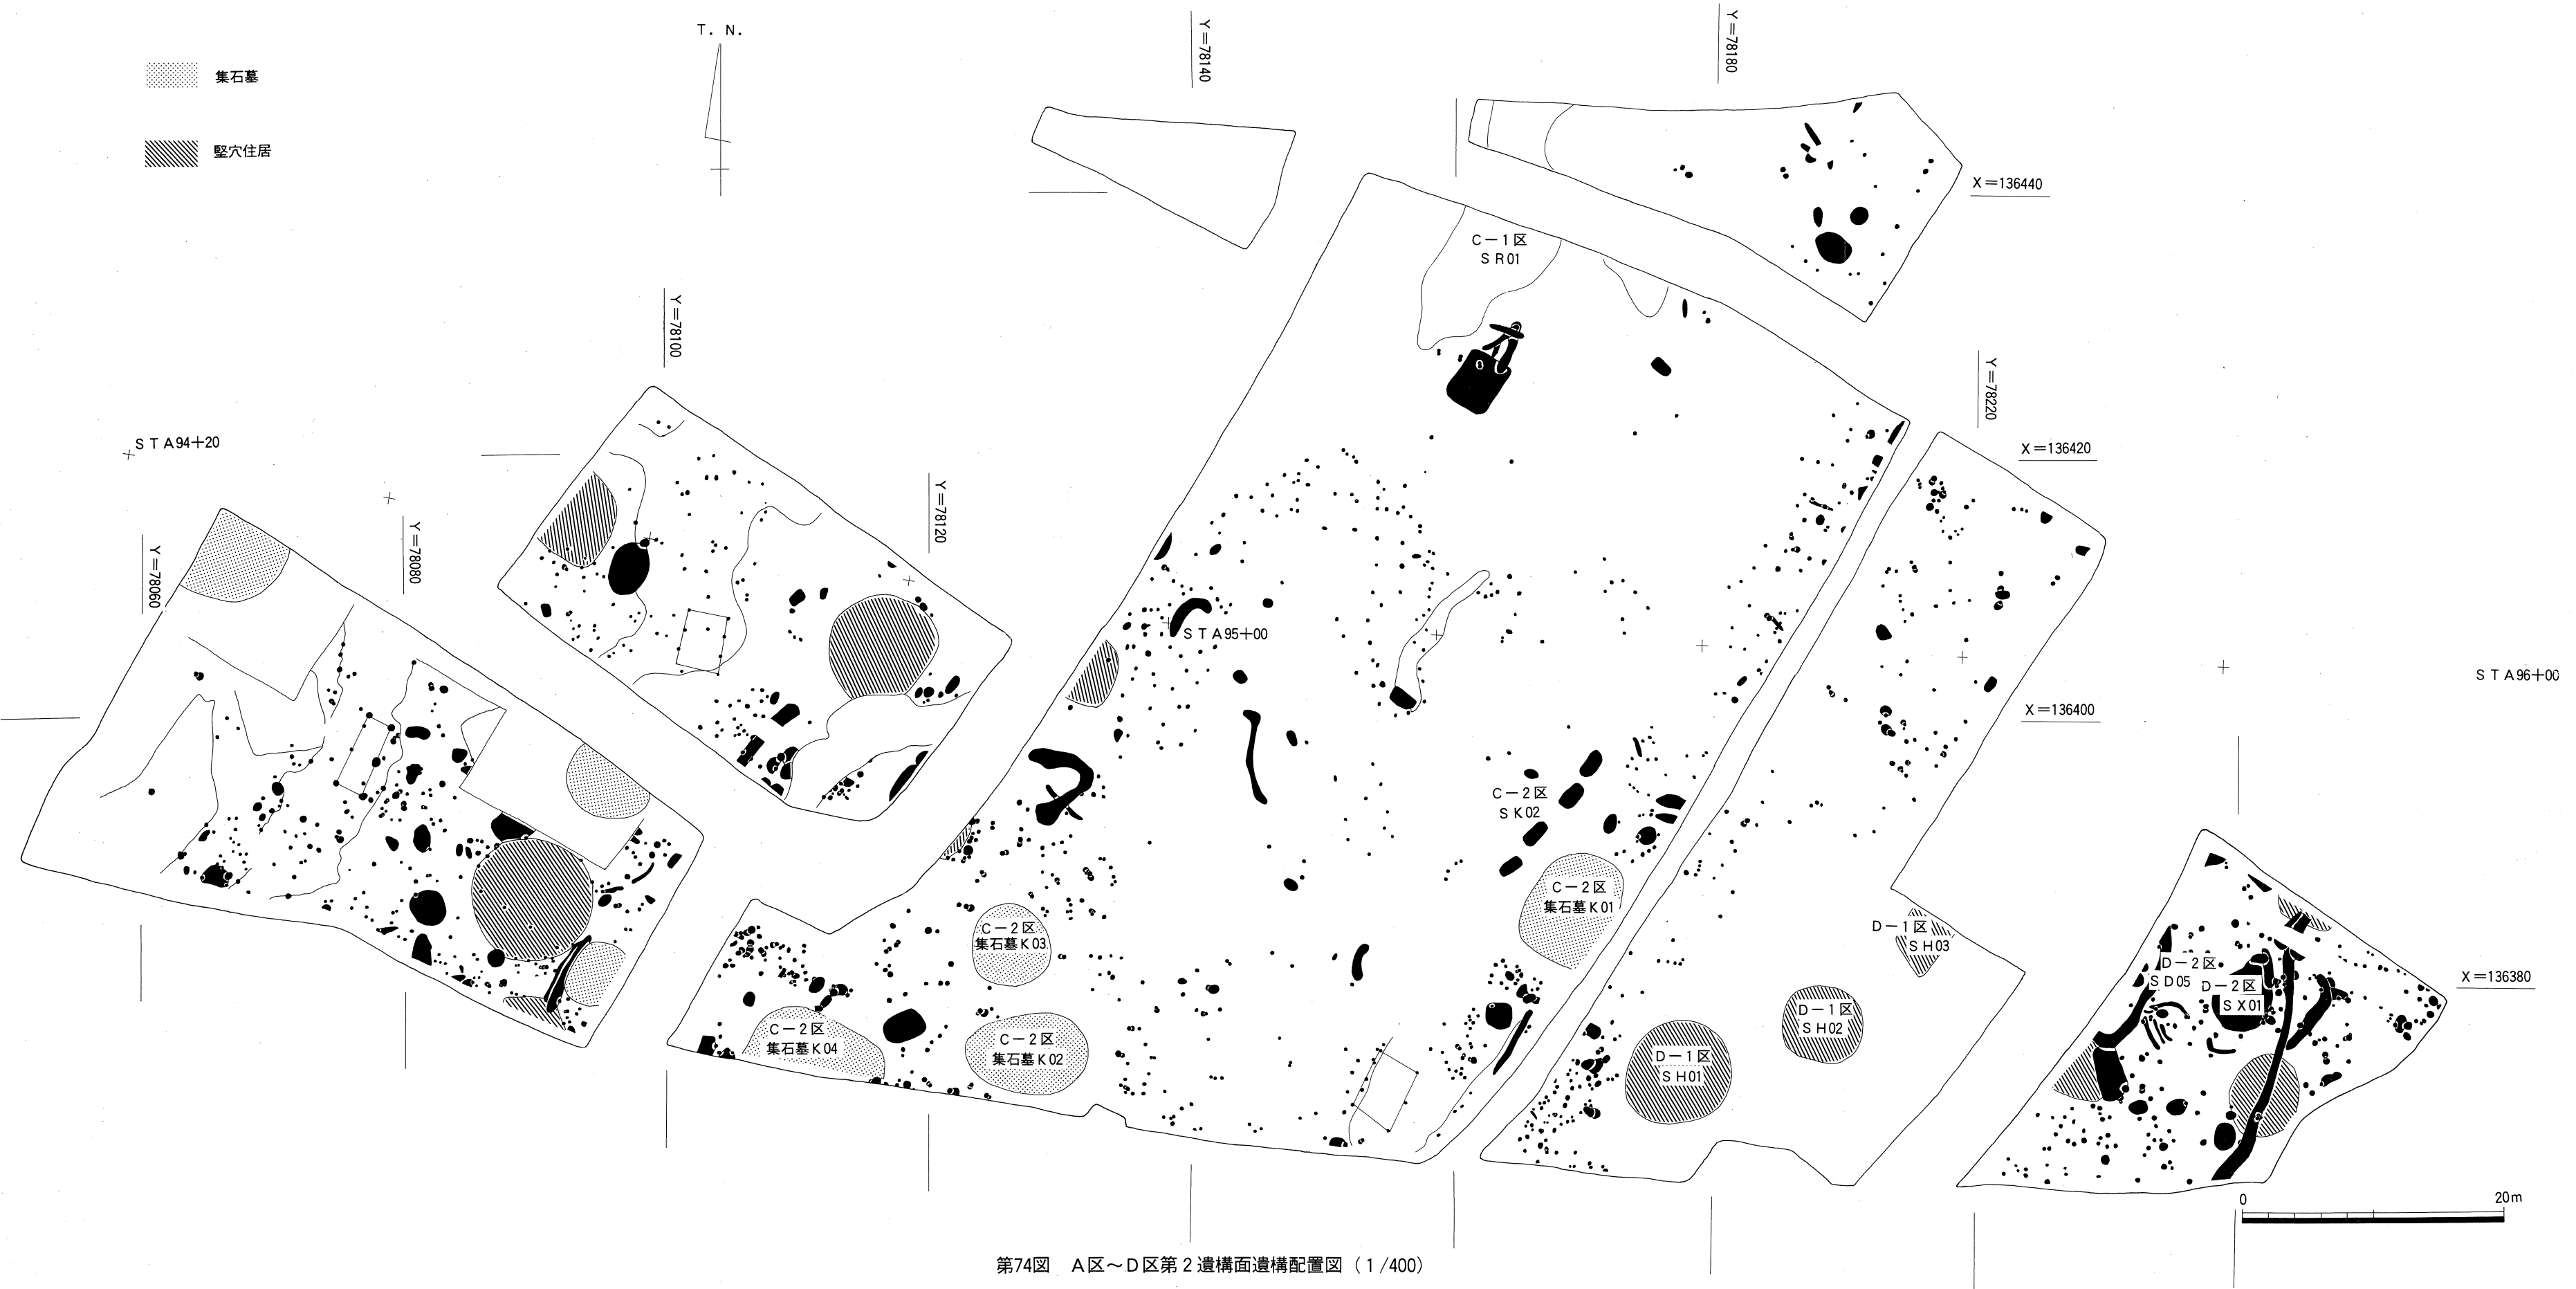 T. N.
集石墓
竪穴住居
Y=78140
Y=78180
X=136440
C-1区
SR01
Y=78100
Y=78220
STA94+20
X=136420
Y=78120
Y=78080
Y=78060
STA95+00
STA96+00
X=136400
C-2区
SK02
C-2区
集石墓K01
C-2区
集石墓K03
D-1区
SH03
D-2区
SD05
D-2区
SX01
X=136380
C-2区
集石墓K04
C-2区
集石墓K02
D-1区
SH02
D-1区
SH01
0 20m
第74図 A区～D区第2遺構面遺構配置図（1/400）